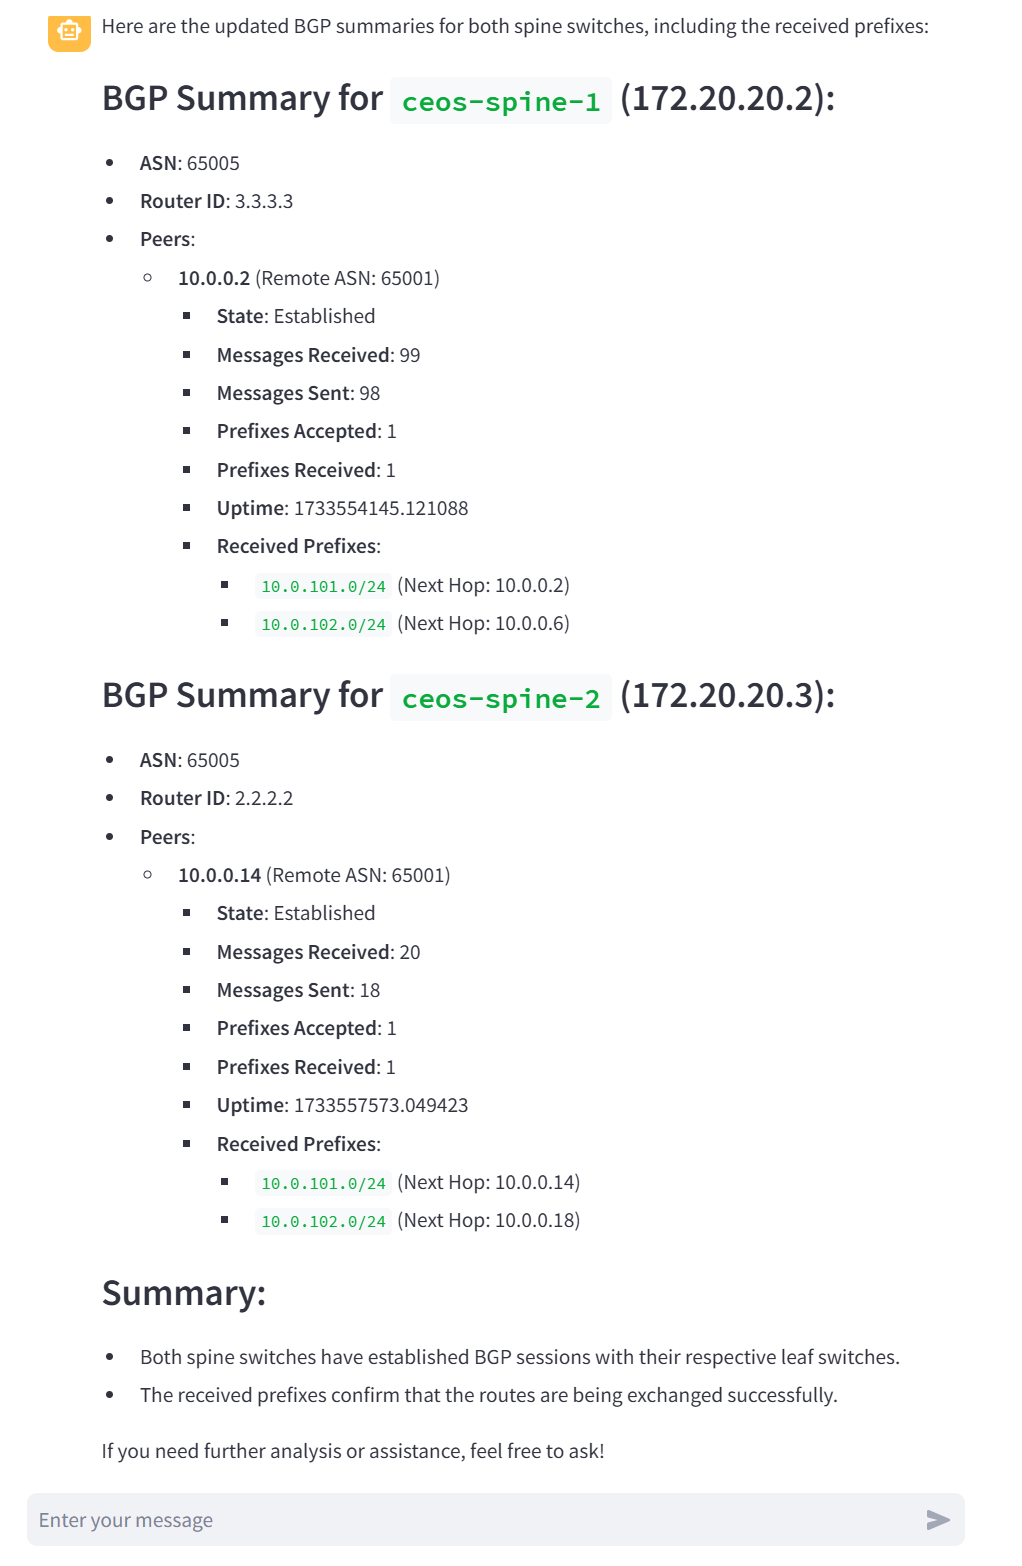 Here are the updated BGP summaries for both spine switches, including the received prefixes:
BGP Summary for ceos-spine-1 (172.20.20.2):
ASN: 65005
Router ID: 3.3.3.3
Peers:
10.0.0.2 (Remote ASN: 65001)
State: Established
Messages Received: 99
Messages Sent: 98
Prefixes Accepted: 1
Prefixes Received: 1
Uptime: 1733554145.121088
Received Prefixes:
10.0.101.0/24 (Next Hop: 10.0.0.2)
10.0.102.0/24 (Next Hop: 10.0.0.6)
BGP Summary for ceos-spine-2 (172.20.20.3):
ASN: 65005
Router ID: 2.2.2.2
Peers:
10.0.0.14 (Remote ASN: 65001)
State: Established
Messages Received: 20
Messages Sent: 18
Prefixes Accepted: 1
Prefixes Received: 1
Uptime: 1733557573.049423
Received Prefixes:
10.0.101.0/24 (Next Hop: 10.0.0.14)
10.0.102.0/24 (Next Hop: 10.0.0.18)
Summary:
Both spine switches have established BGP sessions with their respective leaf switches.
The received prefixes confirm that the routes are being exchanged successfully.
If you need further analysis or assistance, feel free to ask!
Enter your message